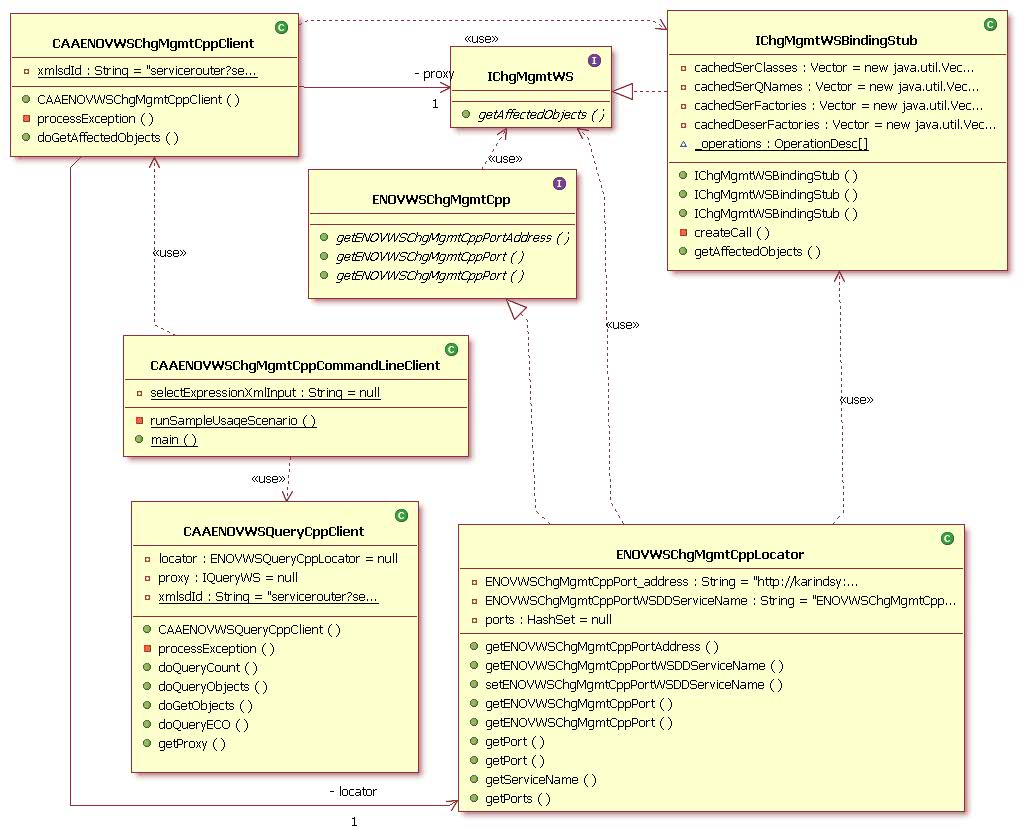 C
CAAENOVWSChgMgmtCppClient
xmlsdId : String = "servicerouter?se...
CAAENOVWSChgMgmtCppClient ( )
processException ( )
doGetAffectedObjects ( )
«use»
- proxy
1
I
IChgMgmtWS
getAffectedObjects ( )
C
IChgMgmtWSBindingStub
cachedSerClasses : Vector = new java.util.Vec...
cachedSerQNames : Vector = new java.util.Vec...
cachedSerFactories : Vector = new java.util.Vec...
cachedDeserFactories : Vector = new java.util.Vec...
_operations : OperationDesc[]
IChgMgmtWSBindingStub ( )
IChgMgmtWSBindingStub ( )
IChgMgmtWSBindingStub ( )
createCall ( )
getAffectedObjects ( )
«use»
I
ENOVWSChgMgmtCpp
getENOVWSChgMgmtCppPortAddress ( )
getENOVWSChgMgmtCppPort ( )
getENOVWSChgMgmtCppPort ( )
«use»
«use»
«use»
C
CAAENOVWSChgMgmtCppCommandLineClient
selectExpressionXmlInput : String = null
runSampleUsageScenario ( )
main ( )
«use»
C
CAAENOVWSQueryCppClient
locator : ENOVWSQueryCppLocator = null
proxy : IQueryWS = null
xmlsdId : String = "servicerouter?se...
CAAENOVWSQueryCppClient ( )
processException ( )
doQueryCount ( )
doQueryObjects ( )
doGetObjects ( )
doQueryECO ( )
getProxy ( )
C
ENOVWSChgMgmtCppLocator
ENOVWSChgMgmtCppPort_address : String = "http://karindsy:...
ENOVWSChgMgmtCppPortWSDDServiceName : String = "ENOVWSChgMgmtCpp...
ports : HashSet = null
getENOVWSChgMgmtCppPortAddress ( )
getENOVWSChgMgmtCppPortWSDDServiceName ( )
setENOVWSChgMgmtCppPortWSDDServiceName ( )
getENOVWSChgMgmtCppPort ( )
getENOVWSChgMgmtCppPort ( )
getPort ( )
getPort ( )
getServiceName ( )
getPorts ( )
- locator
1